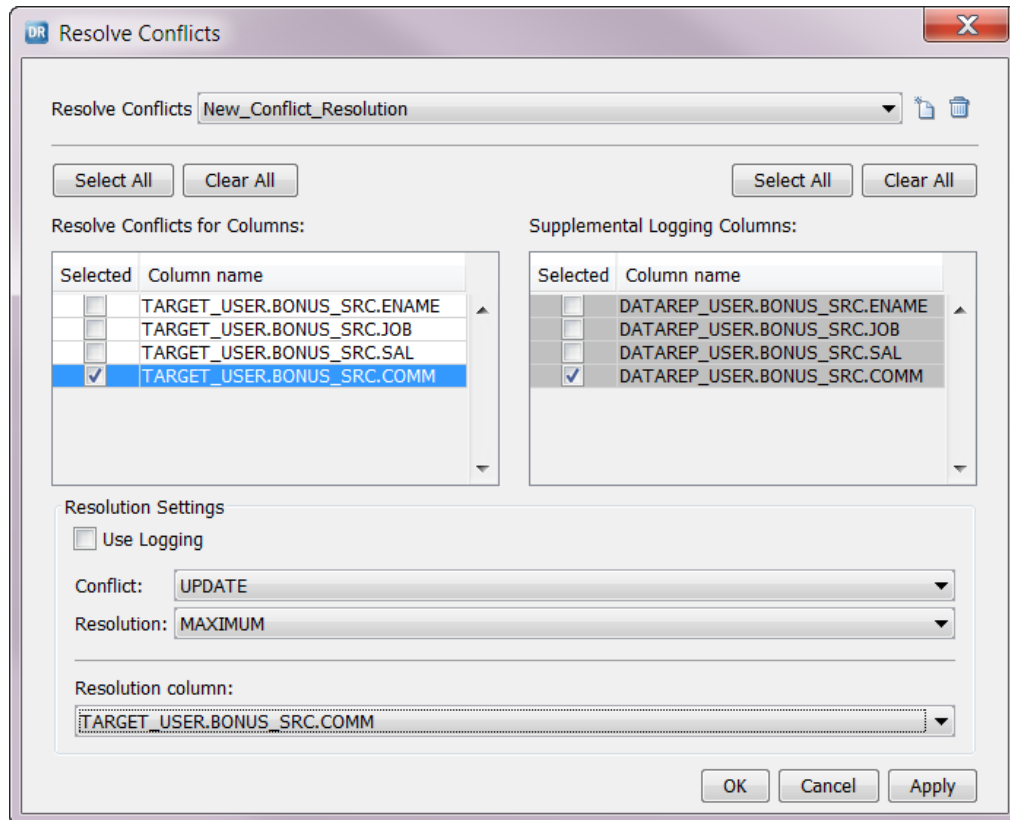 DR Resolve Conflicts
Resolve Conflicts New_Conflict_Resolution
Select All Clear All Select All Clear All
Resolve Conflicts for Columns: Supplemental Logging Columns:
Selected Column name Selected Column name
TARGET_USER.BONUS_SRC.ENAME DATAREP_USER.BONUS_SRC.ENAME
TARGET_USER.BONUS_SRC.JOB DATAREP_USER.BONUS_SRC.JOB
TARGET_USER.BONUS_SRC.SAL DATAREP_USER.BONUS_SRC.SAL
TARGET_USER.BONUS_SRC.COMM DATAREP_USER.BONUS_SRC.COMM
Resolution Settings
Use Logging
Conflict: UPDATE
Resolution: MAXIMUM
Resolution column:
TARGET_USER.BONUS_SRC.COMM
OK Cancel Apply